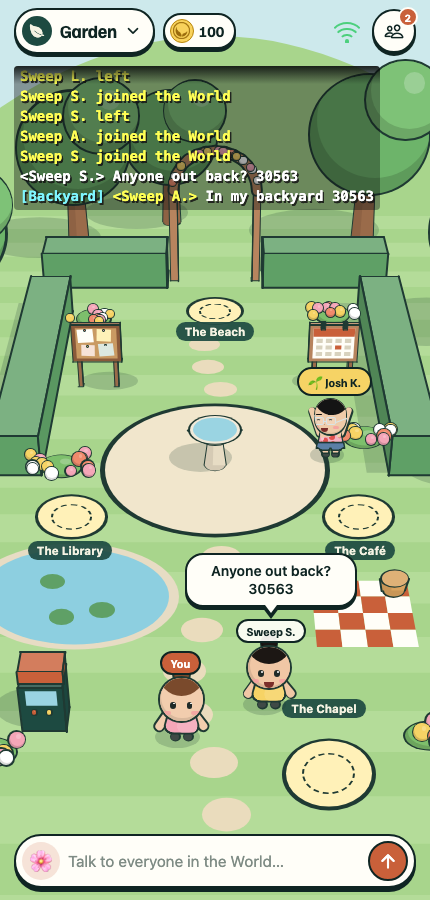 Garden
100
2
Sweep L. left
Sweep S. joined the World
Sweep S. left
Sweep A. joined the World
Sweep S. joined the World
<Sweep S.> Anyone out back? 30563
[Backyard] <Sweep A.> In my backyard 30563
The Beach
🌱 Josh K.
The Library
The Café
Anyone out back?
30563
Sweep S.
You
The Chapel
Talk to everyone in the World...